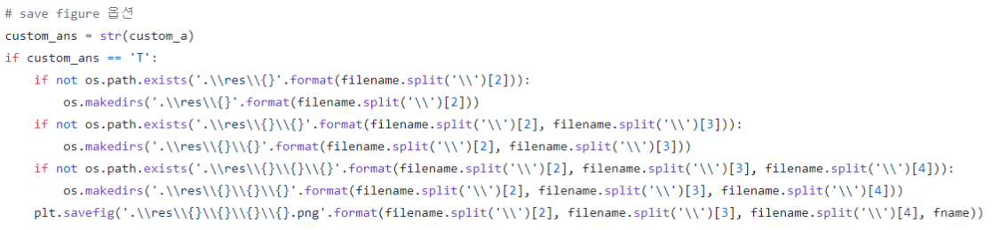 # save figure 옵션
custom_ans = str(custom_a)
if custom_ans == 'T':
    if not os.path.exists('.\\res\\{}'.format(filename.split('\\')[2])):
        os.makedirs('.\\res\\{}'.format(filename.split('\\')[2]))
    if not os.path.exists('.\\res\\{}\\{}'.format(filename.split('\\')[2], filename.split('\\')[3])):
        os.makedirs('.\\res\\{}\\{}'.format(filename.split('\\')[2], filename.split('\\')[3]))
    if not os.path.exists('.\\res\\{}\\{}\\{}'.format(filename.split('\\')[2], filename.split('\\')[3], filename.split('\\')[4])):
        os.makedirs('.\\res\\{}\\{}\\{}'.format(filename.split('\\')[2], filename.split('\\')[3], filename.split('\\')[4]))
    plt.savefig('.\\res\\{}\\{}\\{}\\{}.png'.format(filename.split('\\')[2], filename.split('\\')[3], filename.split('\\')[4], fname))